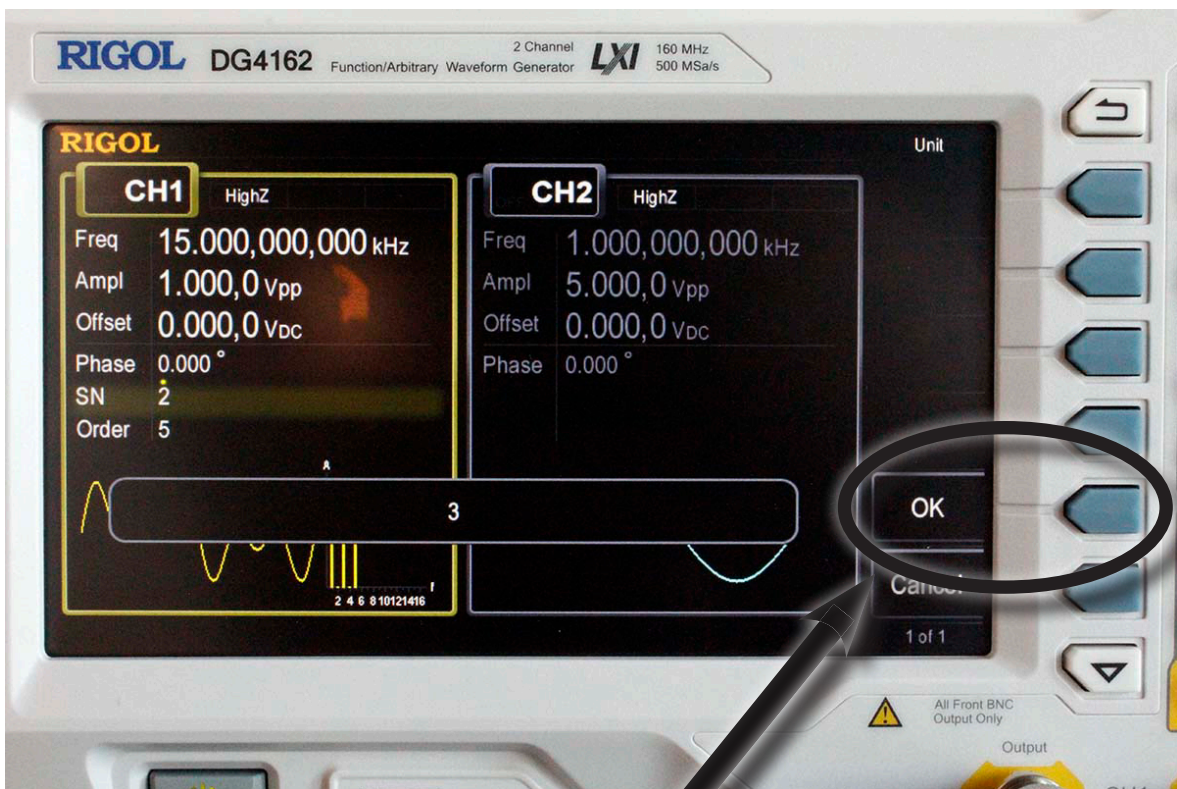 RIGOL DG4162 Function/Arbitrary Waveform Generator 2 Channel LXI 160 MHz 500 MSa/s
RIGOL Unit
CH1 HighZ
Freq 15.000,000,000 kHz
Ampl 1.000,0 Vpp
Offset 0.000,0 VDC
Phase 0.000°
SN 2
Order 5
CH2 HighZ
Freq 1.000,000,000 kHz
Ampl 5.000,0 Vpp
Offset 0.000,0 VDC
Phase 0.000°
A
3
f
2 4 6 8 10121416
OK
Cancel
1 of 1
All Front BNC
Output Only
Output